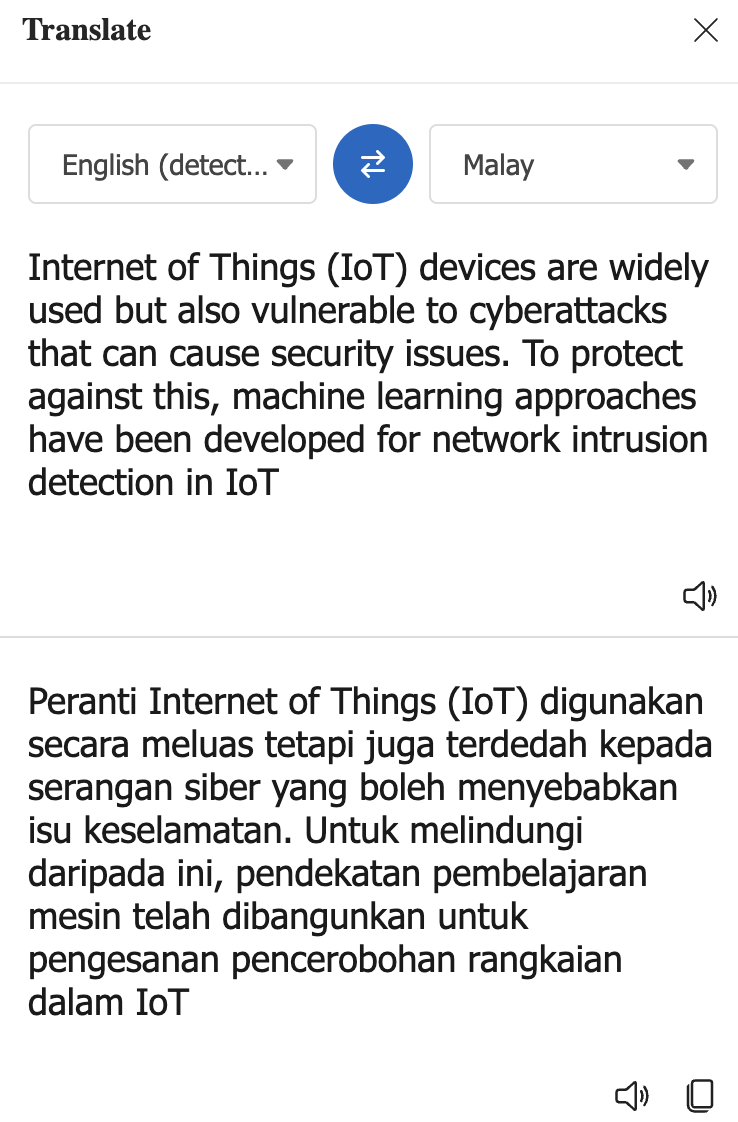 Translate
English (detect...
Malay
Internet of Things (IoT) devices are widely
used but also vulnerable to cyberattacks
that can cause security issues. To protect
against this, machine learning approaches
have been developed for network intrusion
detection in IoT
Peranti Internet of Things (IoT) digunakan
secara meluas tetapi juga terdedah kepada
serangan siber yang boleh menyebabkan
isu keselamatan. Untuk melindungi
daripada ini, pendekatan pembelajaran
mesin telah dibangunkan untuk
pengesanan pencerobohan rangkaian
dalam IoT